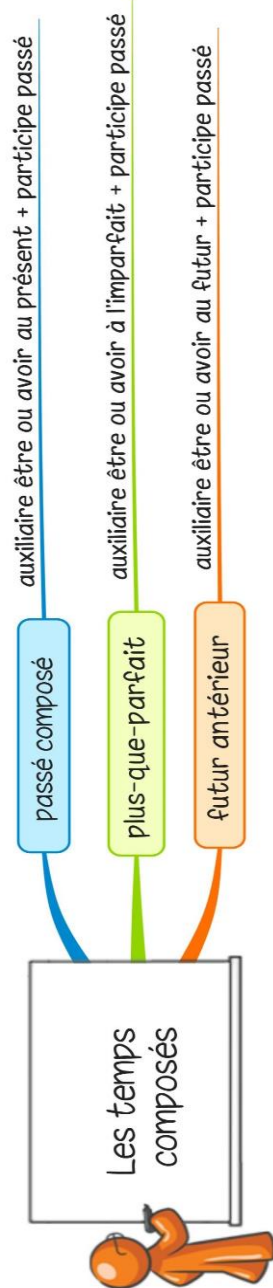 Les temps
composés
passé composé
auxiliaire être ou avoir au présent + participe passé
plus-que-parfait
auxiliaire être ou avoir à l'imparfait + participe passé
futur antérieur
auxiliaire être ou avoir au futur + participe passé